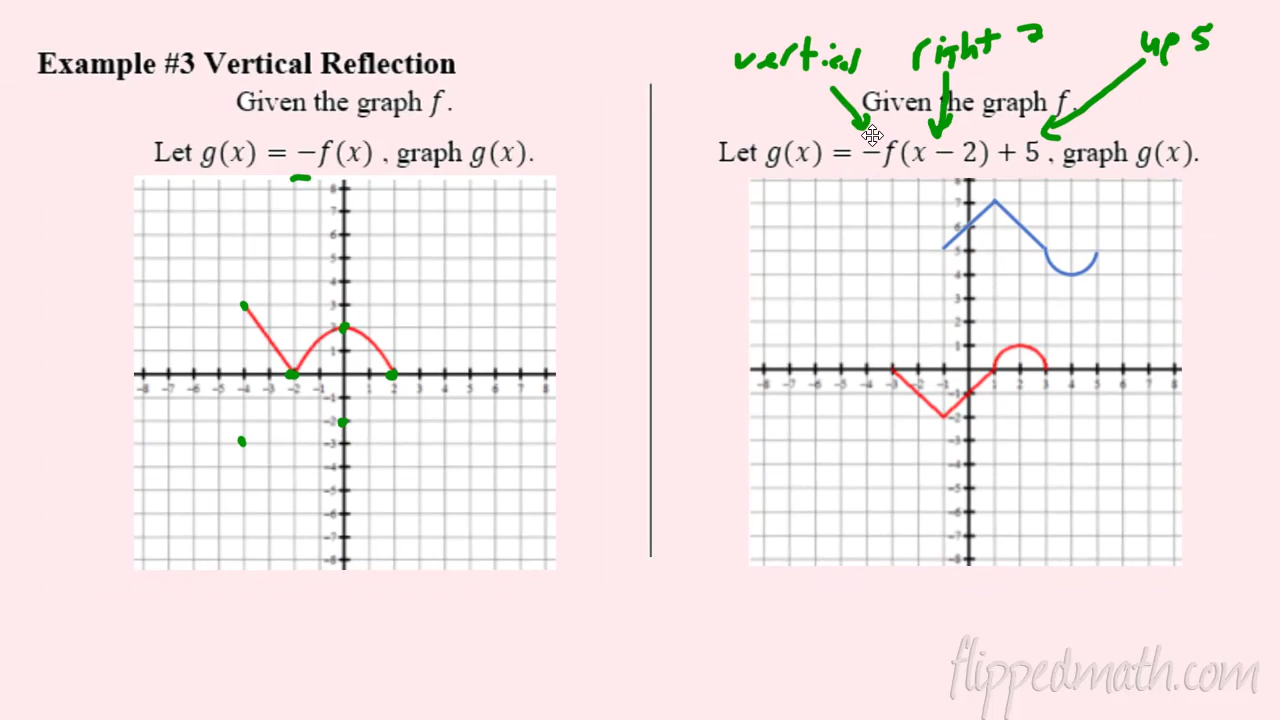 Example #3 Vertical Reflection
Given the graph f.
Let g(x) = −f(x) , graph g(x).
vertical
right 2
up 5
Given the graph f.
Let g(x) = −f(x − 2) + 5 , graph g(x).
flippedmath.com